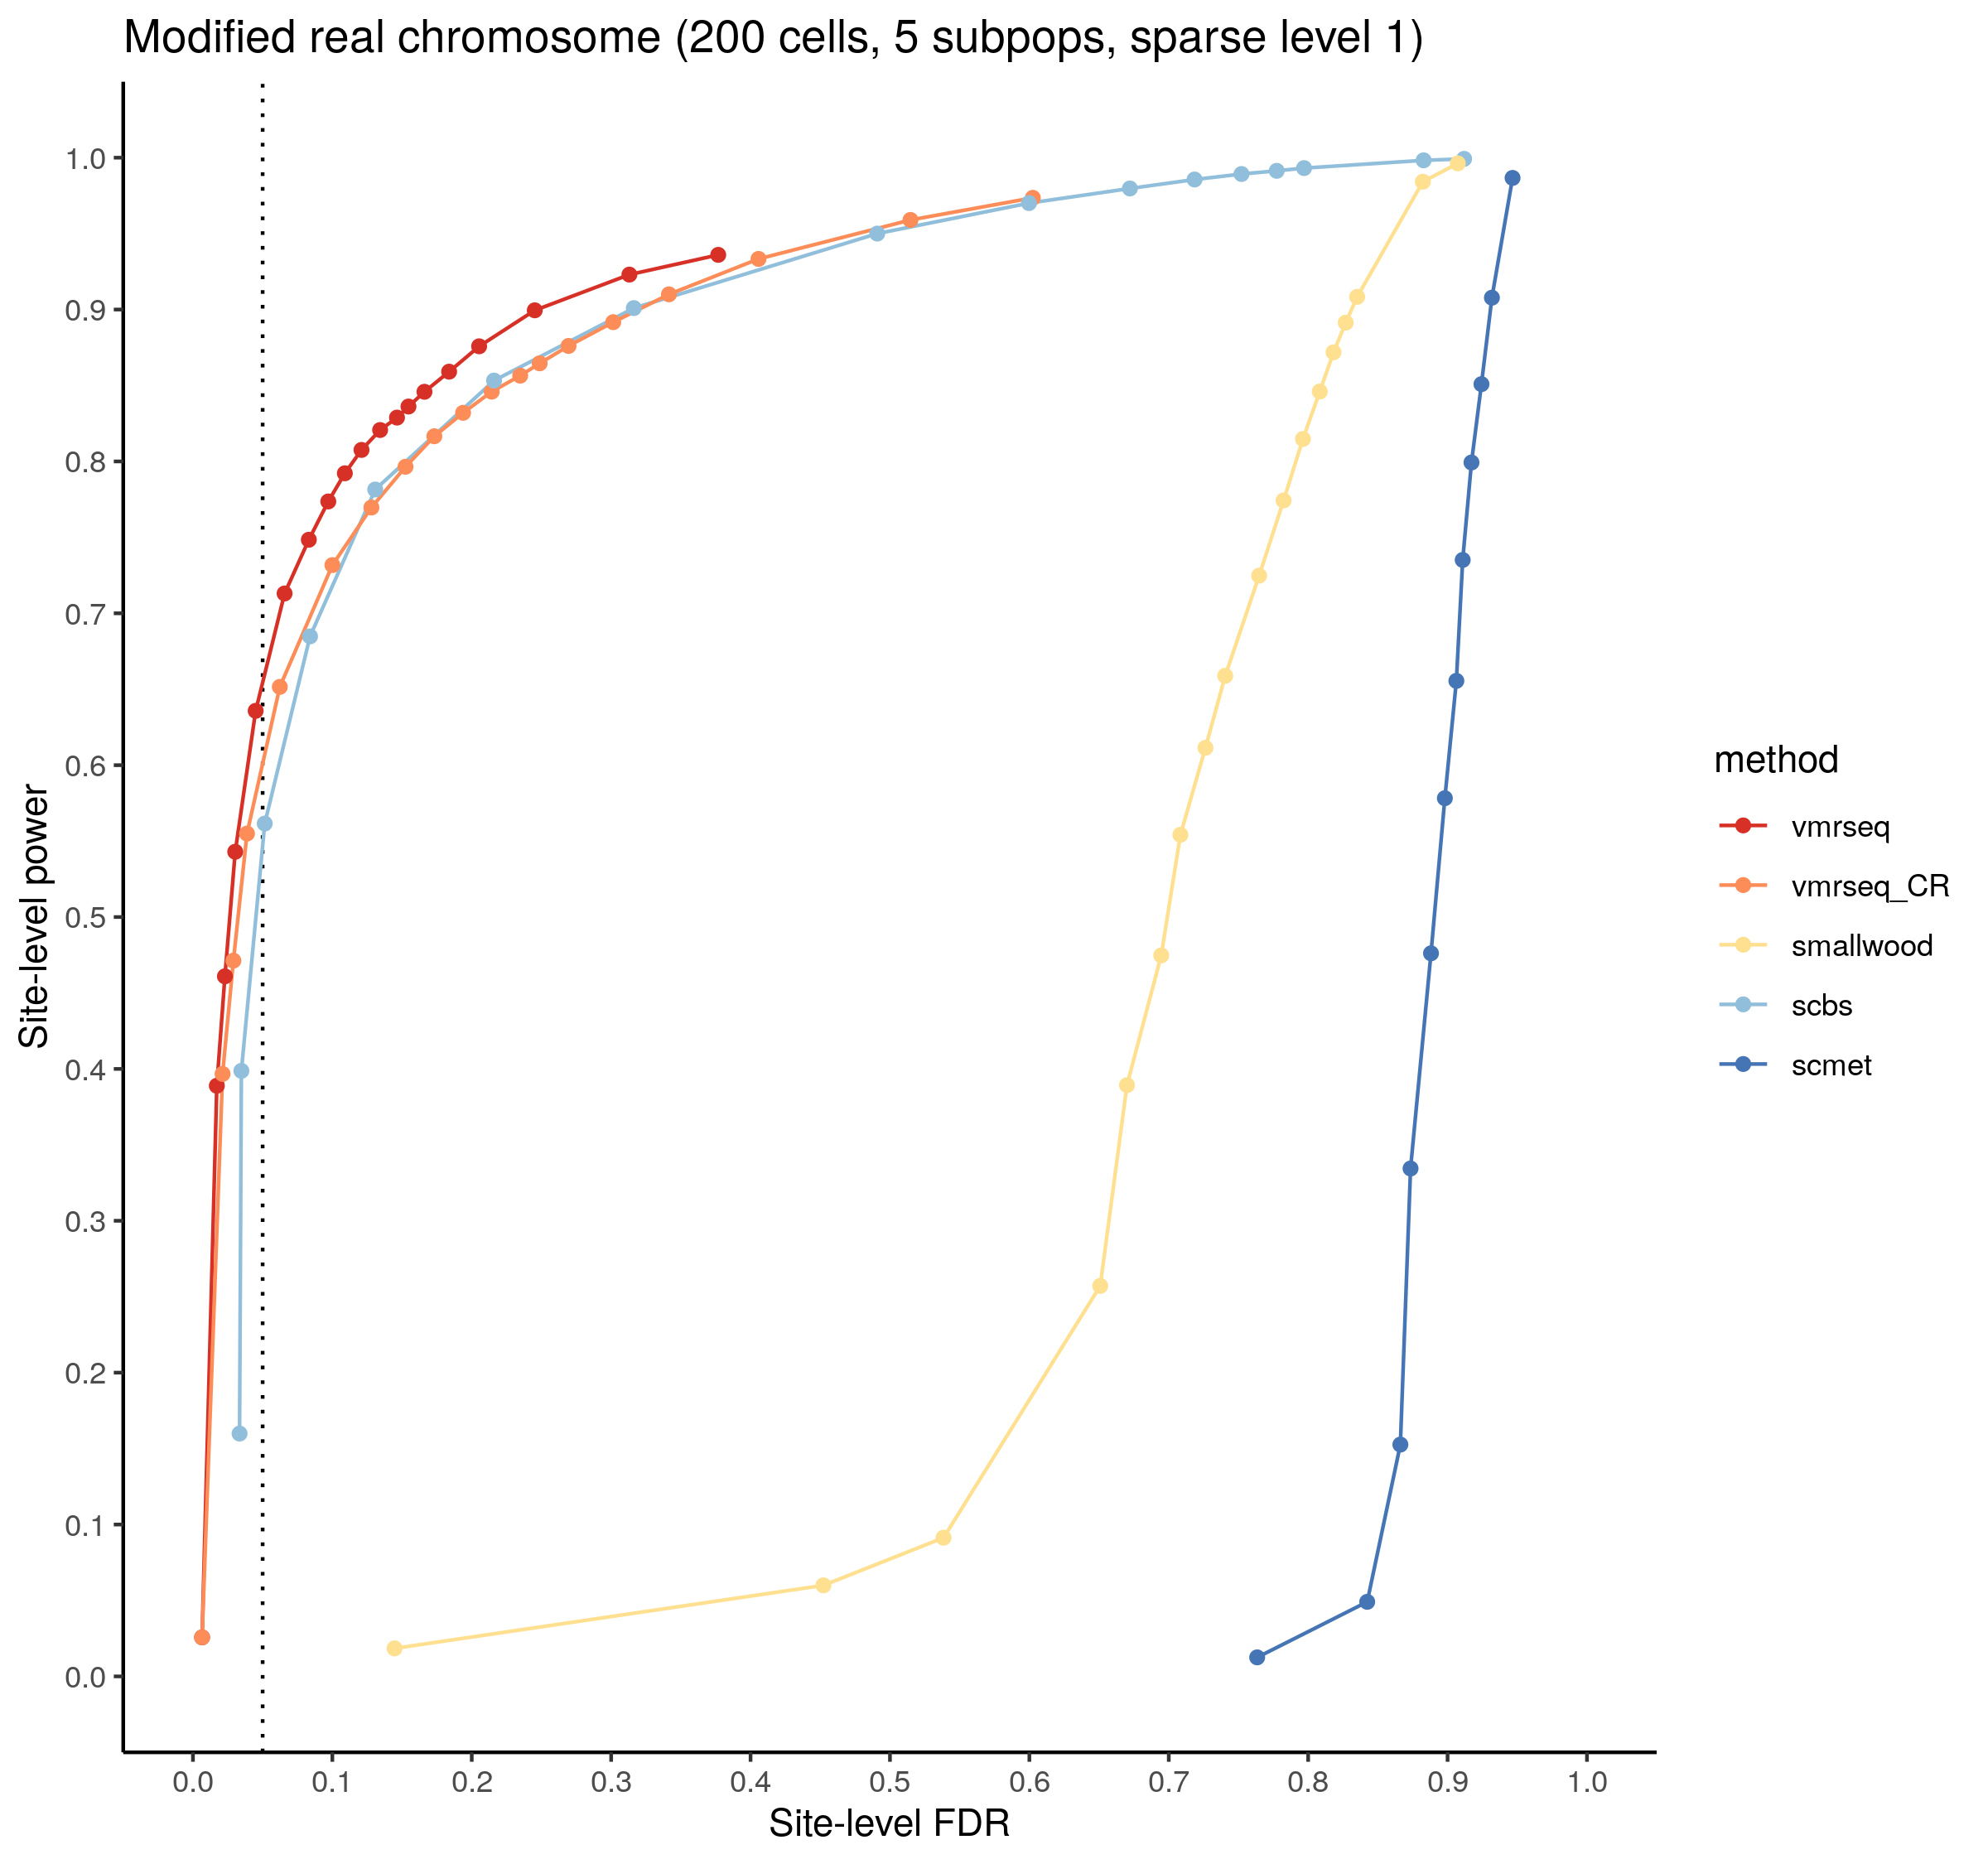 Modified real chromosome (200 cells, 5 subpops, sparse level 1)
Site-level power
1.0
0.9
0.8
0.7
0.6
0.5
0.4
0.3
0.2
0.1
0.0
0.0 0.1 0.2 0.3 0.4 0.5 0.6 0.7 0.8 0.9 1.0
Site-level FDR
method
vmrseq
vmrseq_CR
smallwood
scbs
scmet